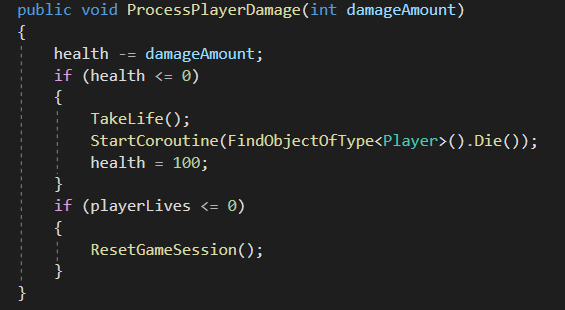 public void ProcessPlayerDamage(int damageAmount)
{
health -= damageAmount;
if (health <= 0)
{
TakeLife();
StartCoroutine(FindObjectOfType<Player>().Die());
health = 100;
}
if (playerLives <= 0)
{
ResetGameSession();
}
}